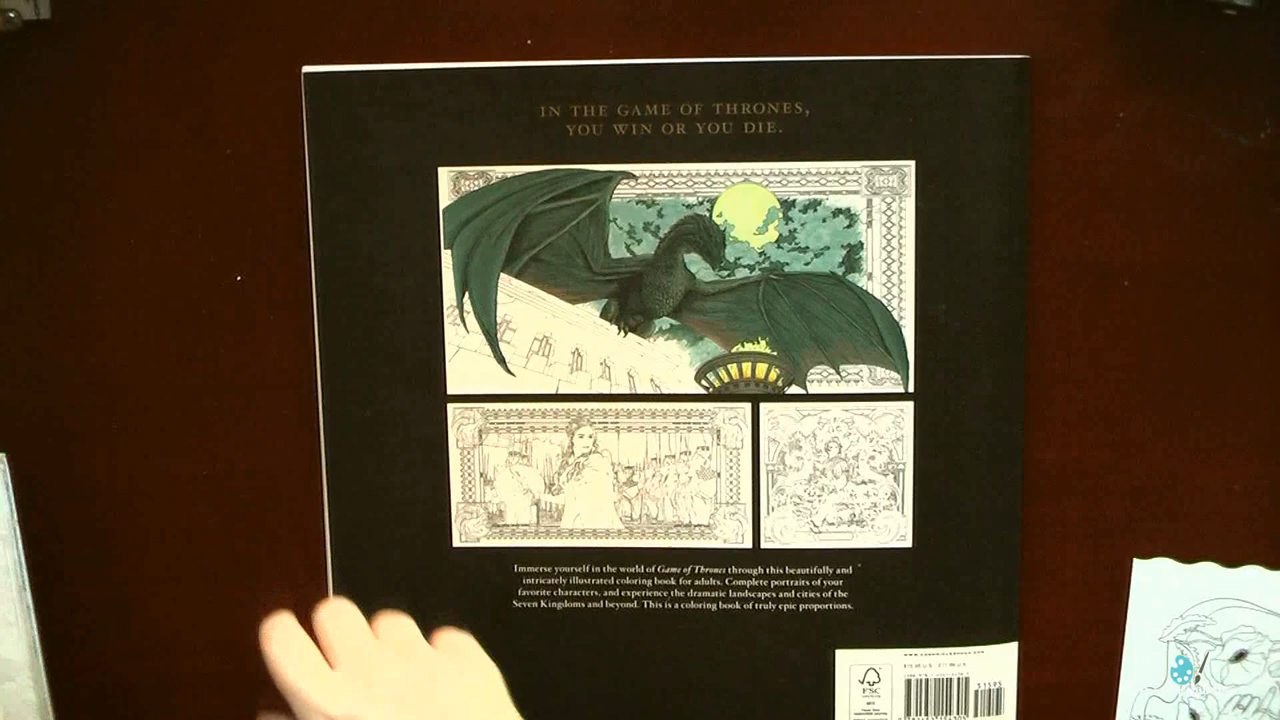 IN THE GAME OF THRONES,
YOU WIN OR YOU DIE.
Immerse yourself in the world of Game of Thrones through this beautifully and
intricately illustrated coloring book for adults. Complete portraits of your
favorite characters, and experience the dramatic landscapes and cities of the
Seven Kingdoms and beyond. This is a coloring book of truly epic proportions.
FSC
51595